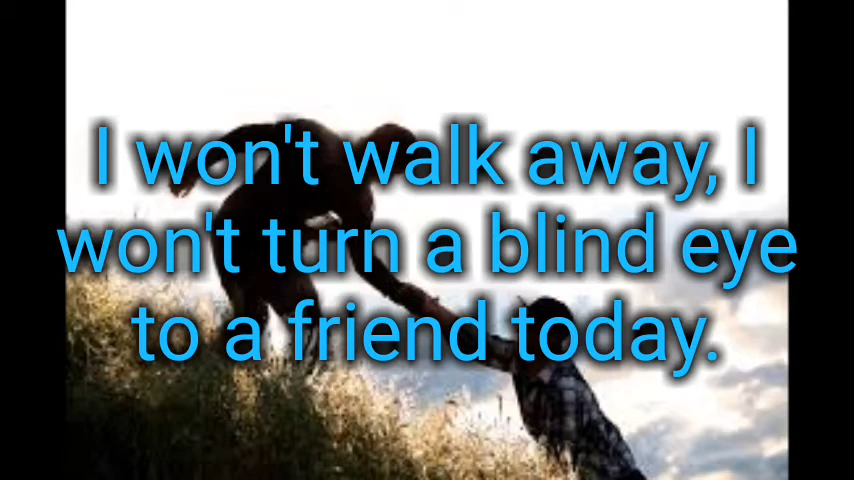 I won't walk away, I
won't turn a blind eye
to a friend today.